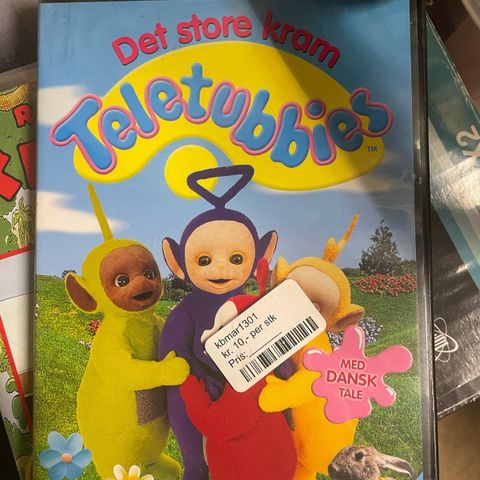 Det store kram
Teletubbies
TM
kbmar1301
kr. 10,- per stk
Pris:
MED
DANSK
TALE